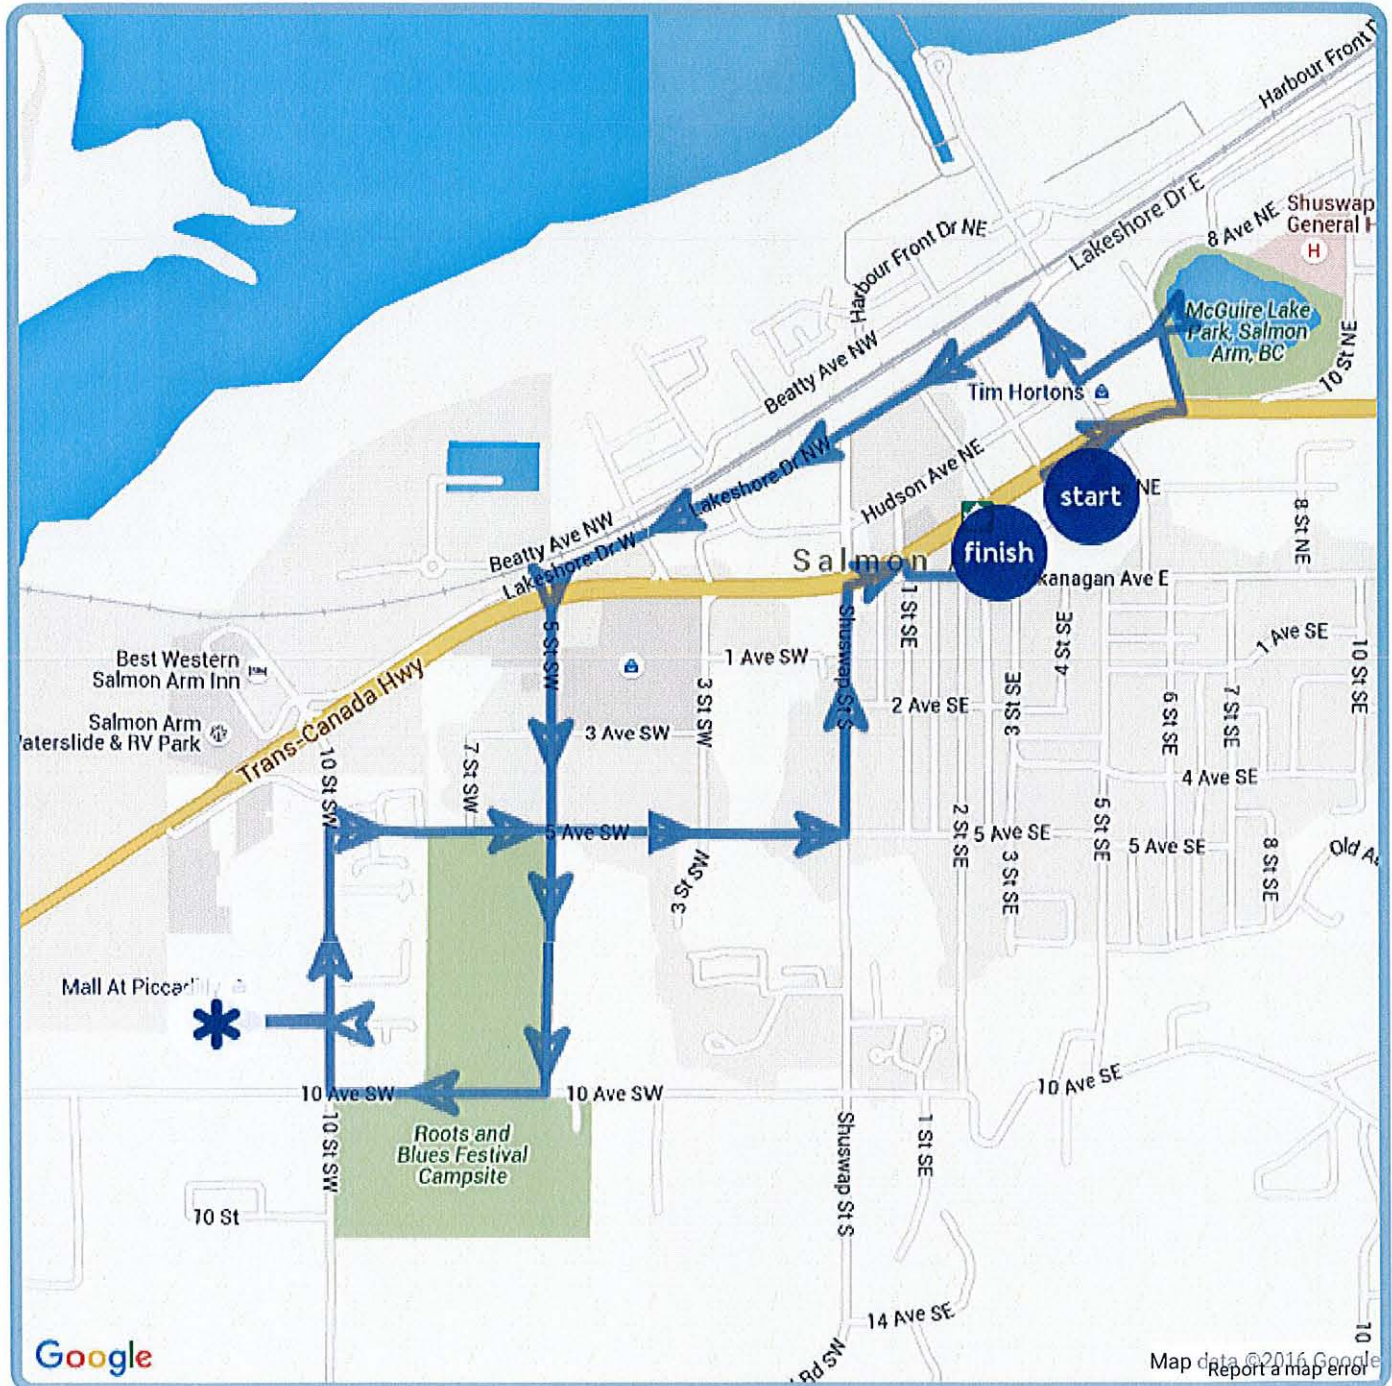 Harbour Front
Shuswap
General H
H
8 Ave NE
Lakeshore Dr E
Harbour Front Dr NE
McGuire Lake
Park, Salmon
Arm, BC
10 St NE
Beatty Ave NW
Tim Hortons
Lakeshore Dr NW
Hudson Ave NE
start
NE
8 St NE
Beatty Ave NW
Lakeshore Dr W
Salmon
finish
kanagan Ave E
1 St SE
5 St SW
Shuswap St S
4 St SE
1 Ave SE
10 St SE
Best Western
Salmon Arm Inn
1 Ave SW
3 St SW
2 Ave SE
3 St SE
6 St SE
7 St SE
Salmon Arm
aterslide & RV Park
Trans-Canada Hwy
3 Ave SW
10 St SW
7 St SW
4 Ave SE
5 Ave SW
2 St SE
5 Ave SE
5 St SE
5 Ave SE
3 St SW
3 St SE
8 St SE
Old A
Mall At Piccadilly
*
10 Ave SW
10 Ave SW
10 Ave SE
10 St SW
Roots and
Blues Festival
Campsite
Shuswap St S
1 St SE
10 St
14 Ave SE
10
Rd SW
Google
Map data ©2016 Google
Report a map error